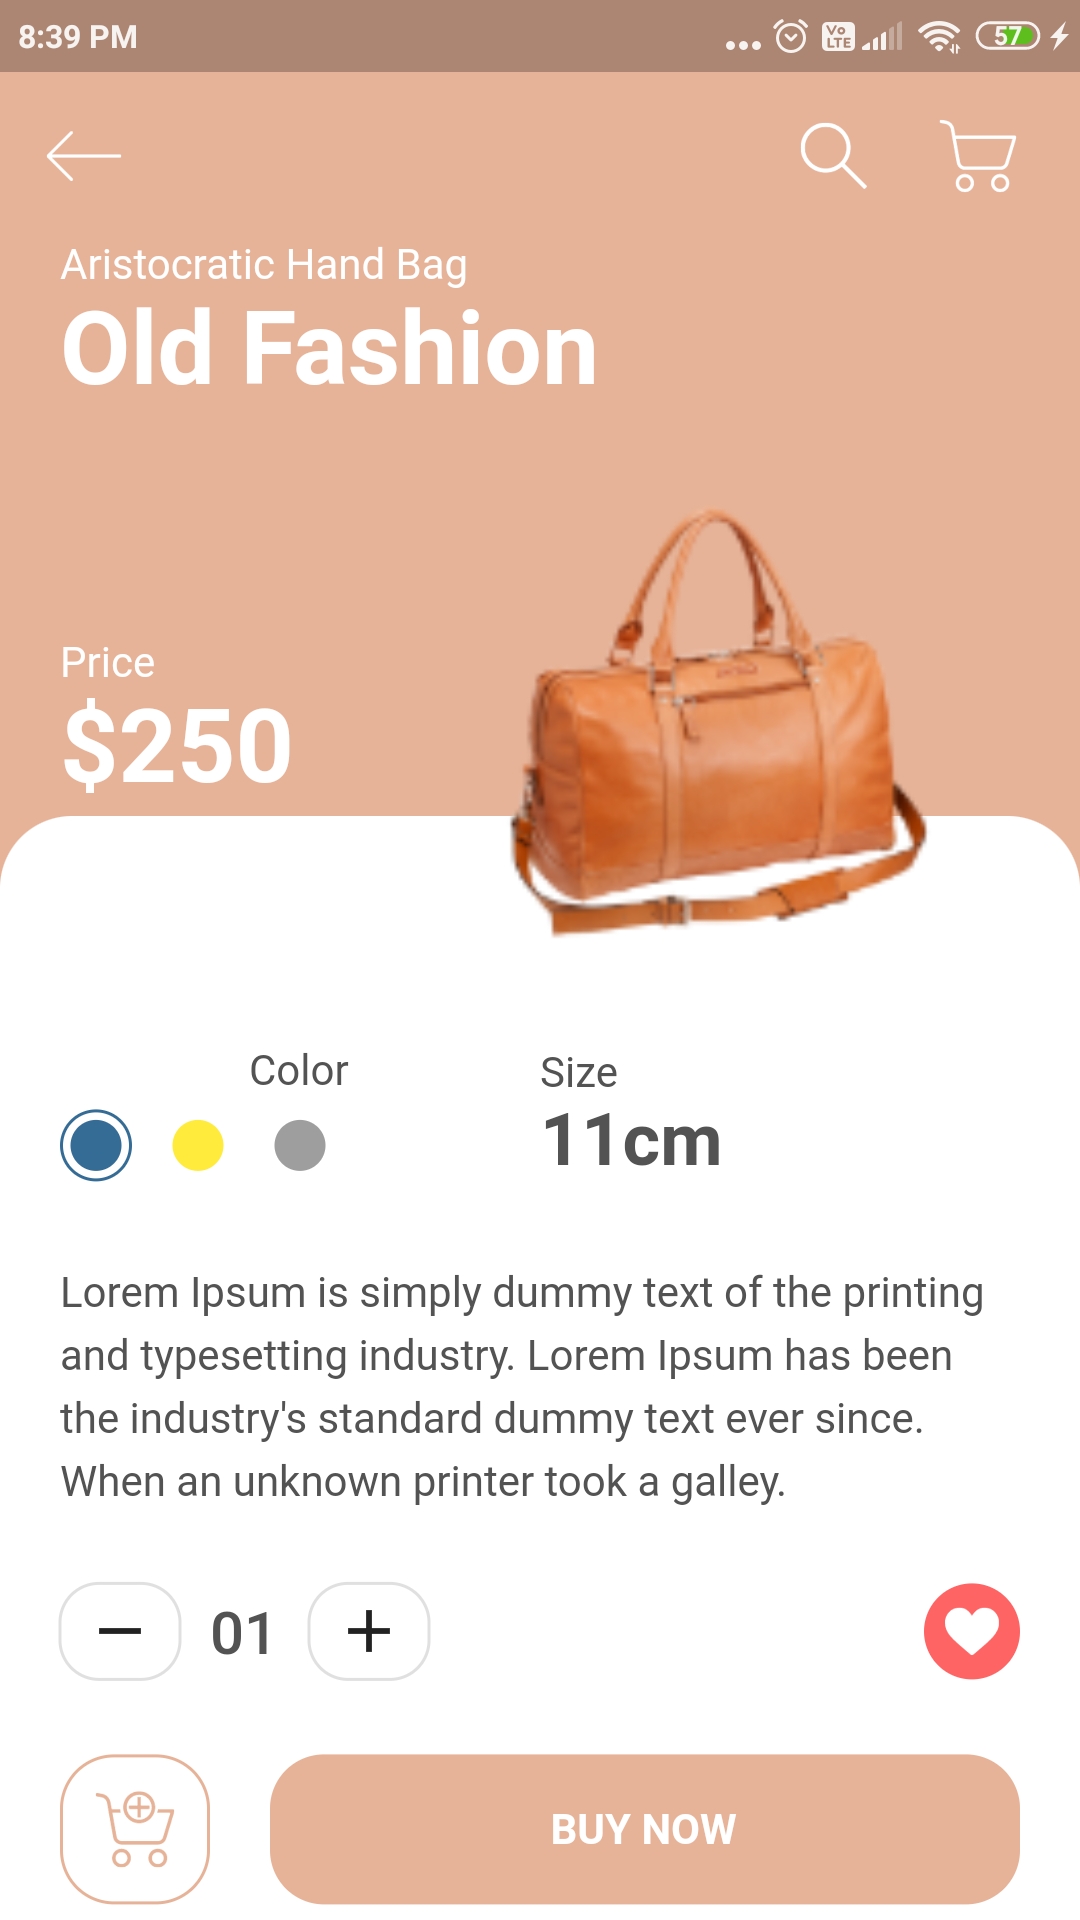 8:39 PM
Vo LTE
57
Aristocratic Hand Bag
Old Fashion
Price
$250
Color
Size
11cm
Lorem Ipsum is simply dummy text of the printing
and typesetting industry. Lorem Ipsum has been
the industry's standard dummy text ever since.
When an unknown printer took a galley.
01
BUY NOW